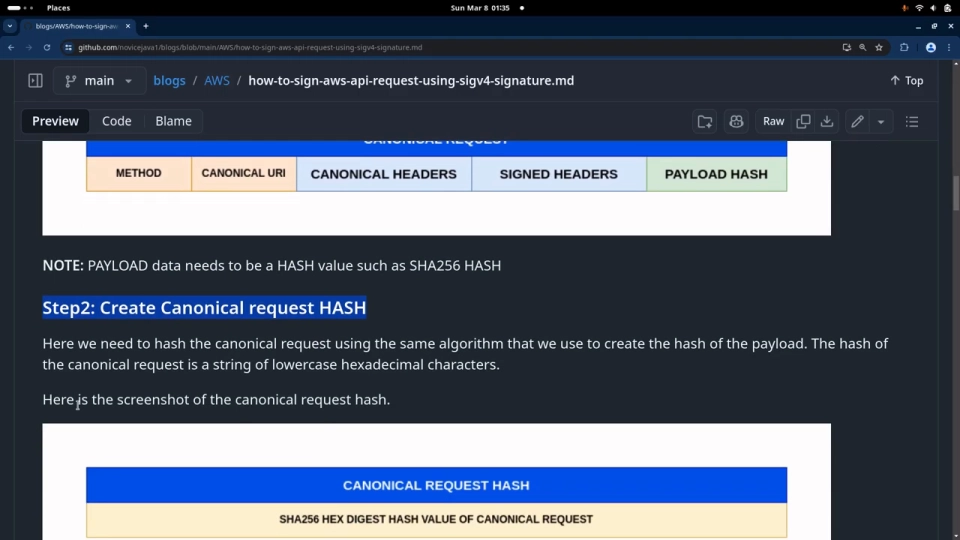 Places
Sun Mar 8 01:35
blogs/AWS/how-to-sign-aw
github.com/novicejava1/blogs/blob/main/AWS/how-to-sign-aws-api-request-using-sigv4-signature.md
main
blogs / AWS / how-to-sign-aws-api-request-using-sigv4-signature.md
Top
Preview Code Blame
Raw
CANONICAL REQUEST
METHOD CANONICAL URI CANONICAL HEADERS SIGNED HEADERS PAYLOAD HASH
NOTE: PAYLOAD data needs to be a HASH value such as SHA256 HASH
Step2: Create Canonical request HASH
Here we need to hash the canonical request using the same algorithm that we use to create the hash of the payload. The hash of
the canonical request is a string of lowercase hexadecimal characters.
Here is the screenshot of the canonical request hash.
CANONICAL REQUEST HASH
SHA256 HEX DIGEST HASH VALUE OF CANONICAL REQUEST